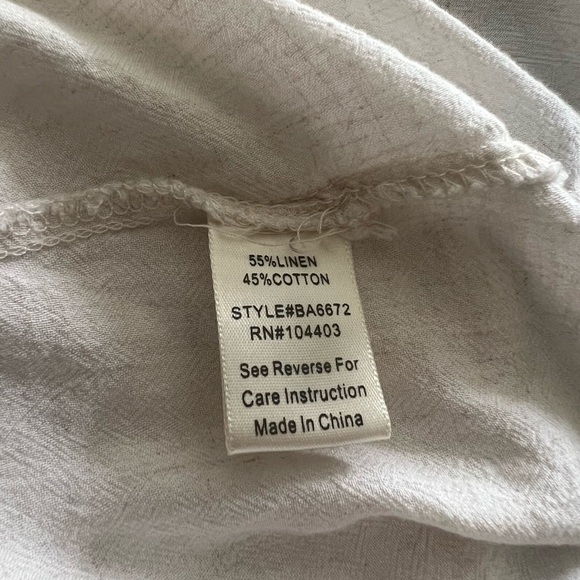 55%LINEN
45%COTTON
STYLE#BA6672
RN#104403
See Reverse For
Care Instruction
Made In China